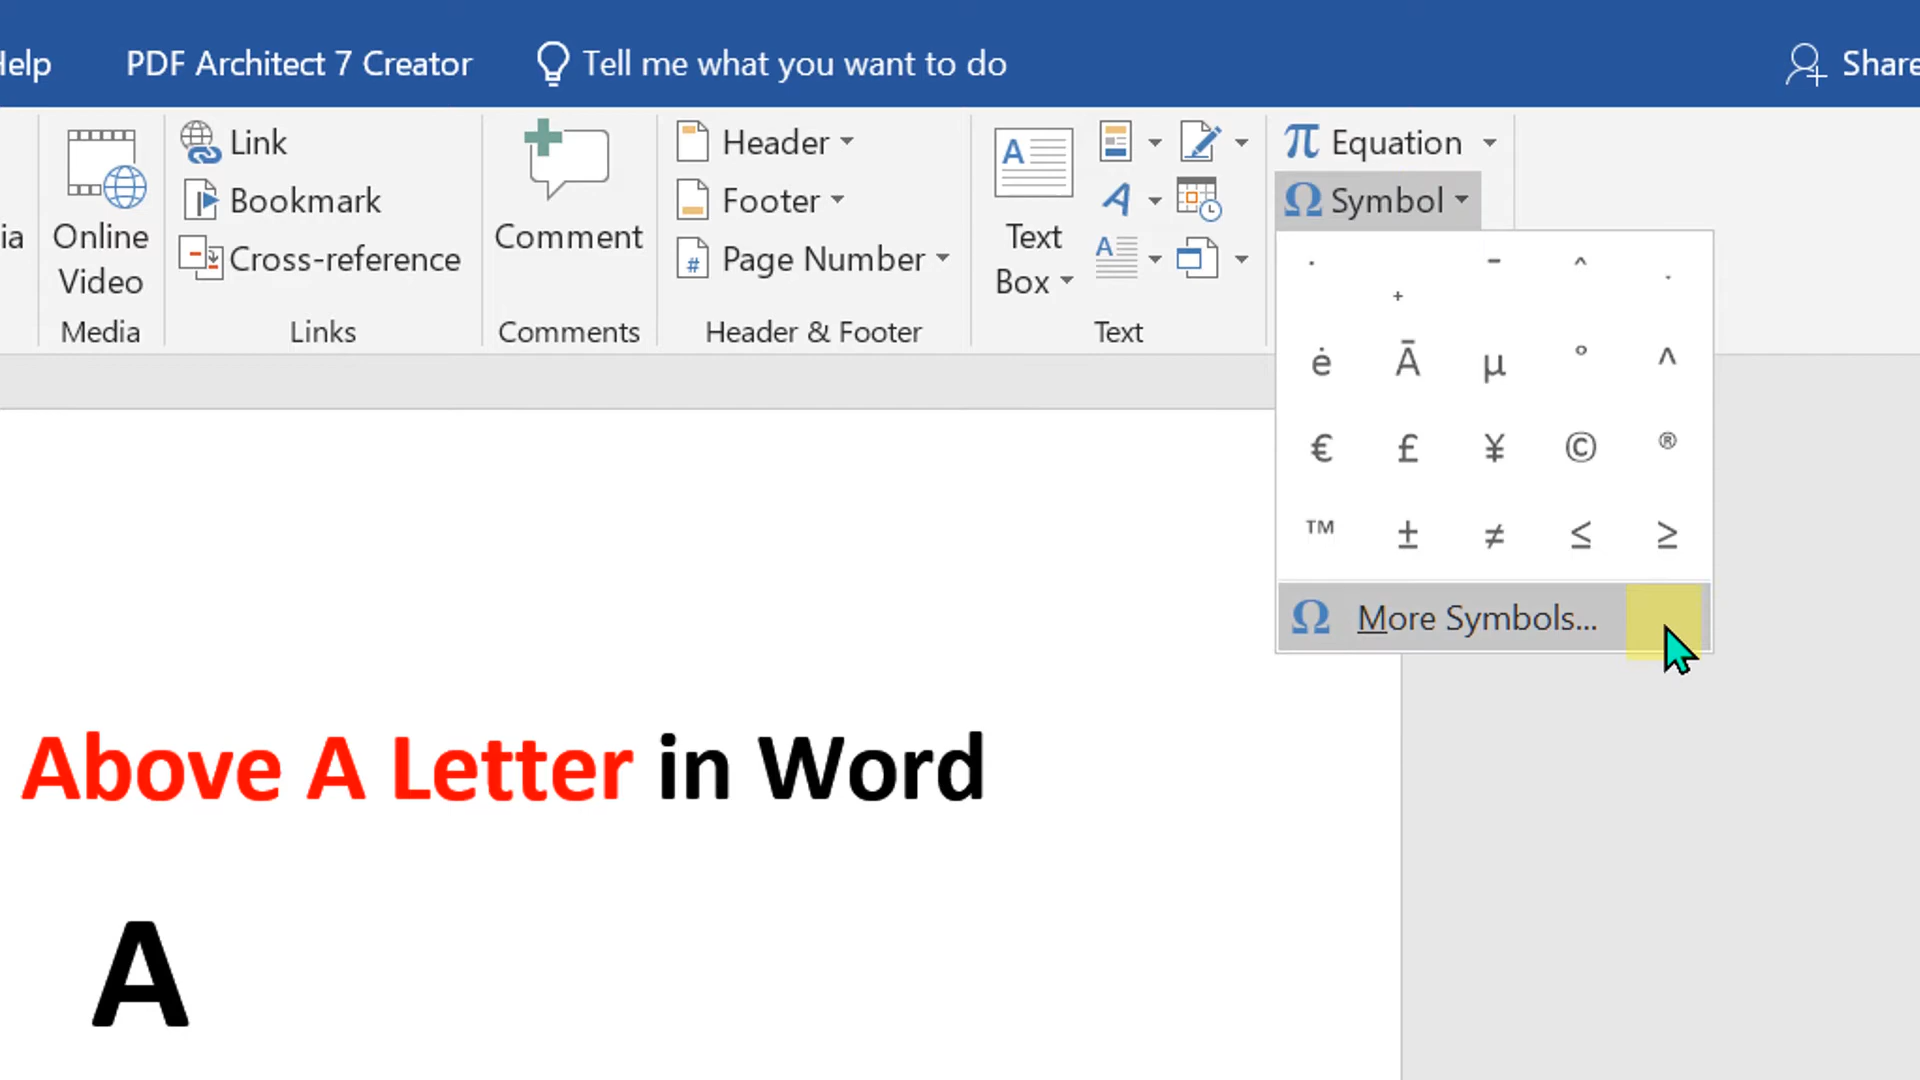 Help PDF Architect 7 Creator Tell me what you want to do Share
ia
Online
Video
Media
Link
Bookmark
Cross-reference
Links
Comment
Comments
Header
Footer
# Page Number
Header & Footer
A
Text
Box
A
A
Text
π Equation
Ω Symbol
˙ ˖ ˉ ˆ ·
ė Ā µ ° ^
€ £ ¥ © ®
™ ± ≠ ≤ ≥
Ω More Symbols...
Above A Letter in Word
A